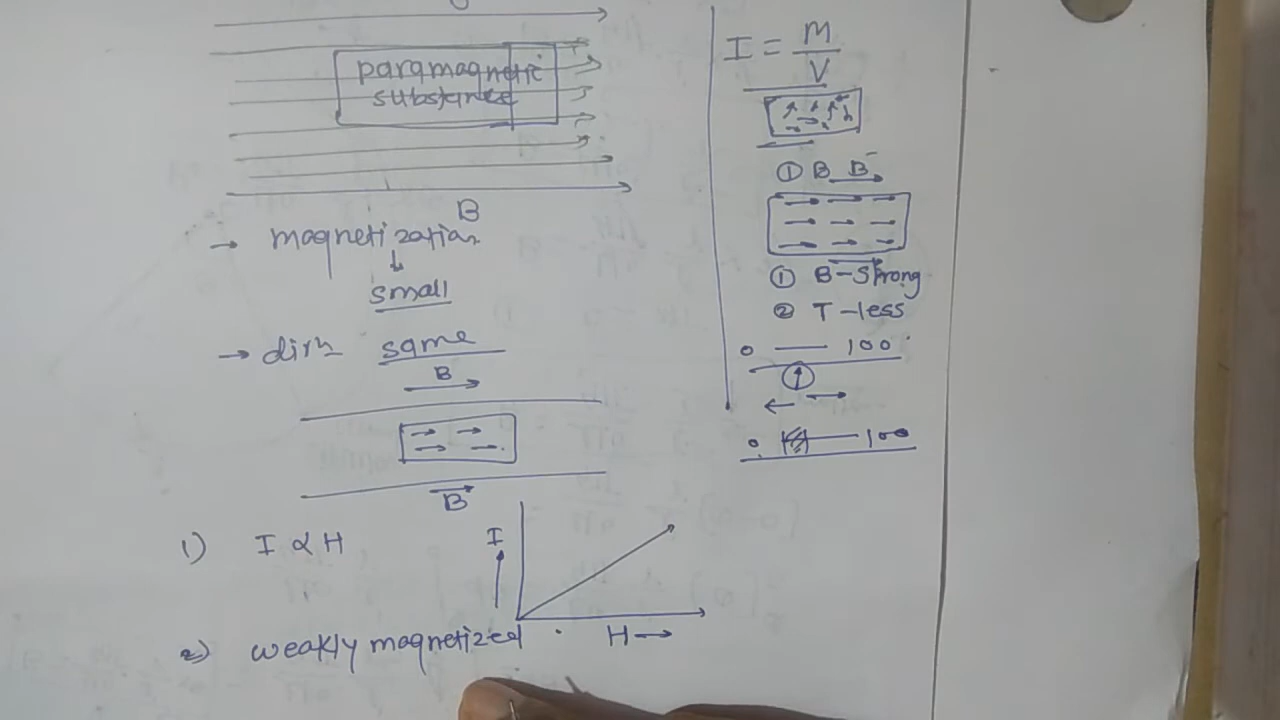 paramagnetic
substance
B
→ magnetization
↓
small
→ dirn same
B
B
1) I ∝ H
I
H →
2) weakly magnetized
I = M/V
① B B
① B - Strong
② T - less
0 — 100
↑
← →
0 — 100